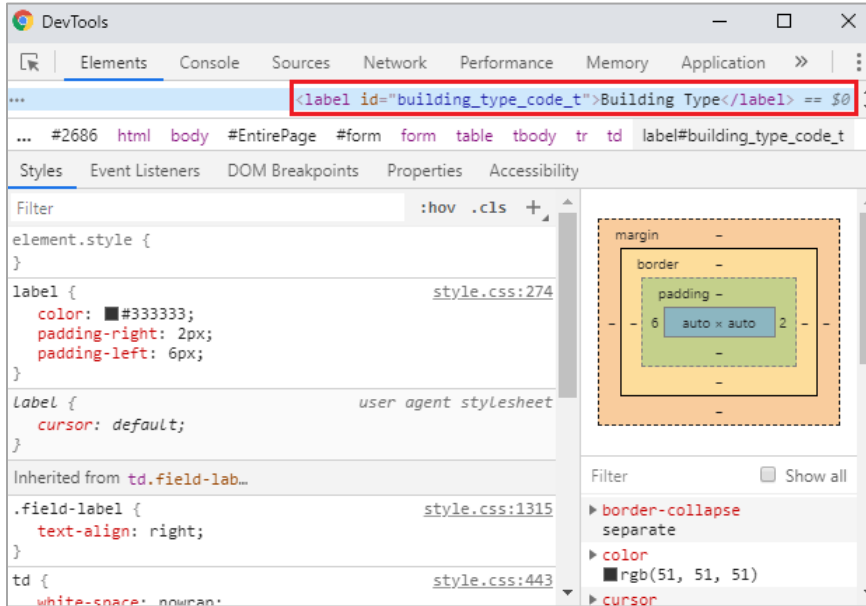 DevTools
Elements Console Sources Network Performance Memory Application »
... <label id="building_type_code_t">Building Type</label> == $0
... #2686 html body #EntirePage #form form table tbody tr td label#building_type_code_t
Styles Event Listeners DOM Breakpoints Properties Accessibility
Filter :hov .cls +
element.style {
}
label { style.css:274
color: #333333;
padding-right: 2px;
padding-left: 6px;
}
label { user agent stylesheet
cursor: default;
}
Inherited from td.field-lab…
.field-label { style.css:1315
text-align: right;
}
td { style.css:443
white-space: nowrap;
margin –
border –
padding –
– – 6 auto × auto 2 – –
–
–
–
Filter Show all
border-collapse
separate
color
rgb(51, 51, 51)
cursor